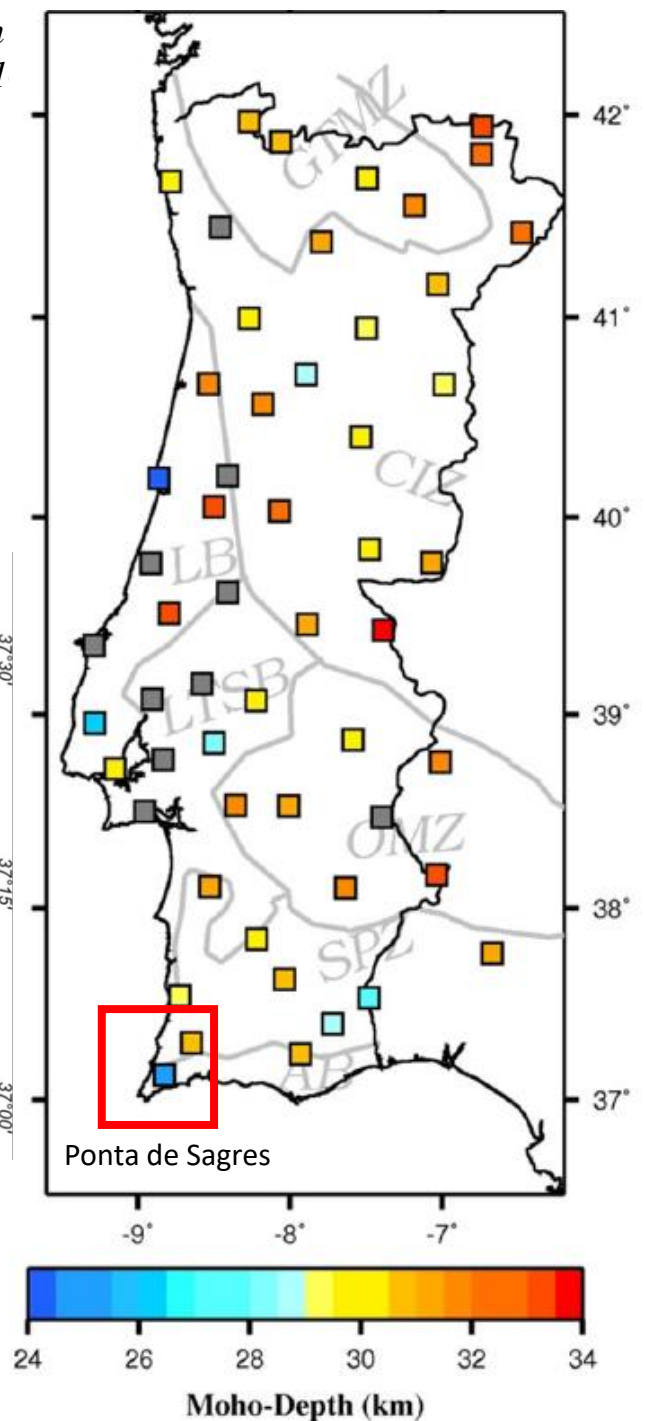 42°
GTMZ
41°
CIZ
40°
LB
37°30'
39°
LTSB
OMZ
37°15'
38°
SPZ
37°
AB
37°00'
Ponta de Sagres
-9° -8° -7°
24 26 28 30 32 34
Moho-Depth (km)